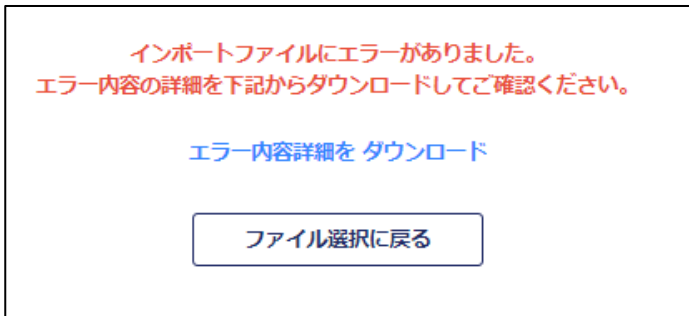 インポートファイルにエラーがありました。
エラー内容の詳細を下記からダウンロードしてご確認ください。
エラー内容詳細を ダウンロード
ファイル選択に戻る